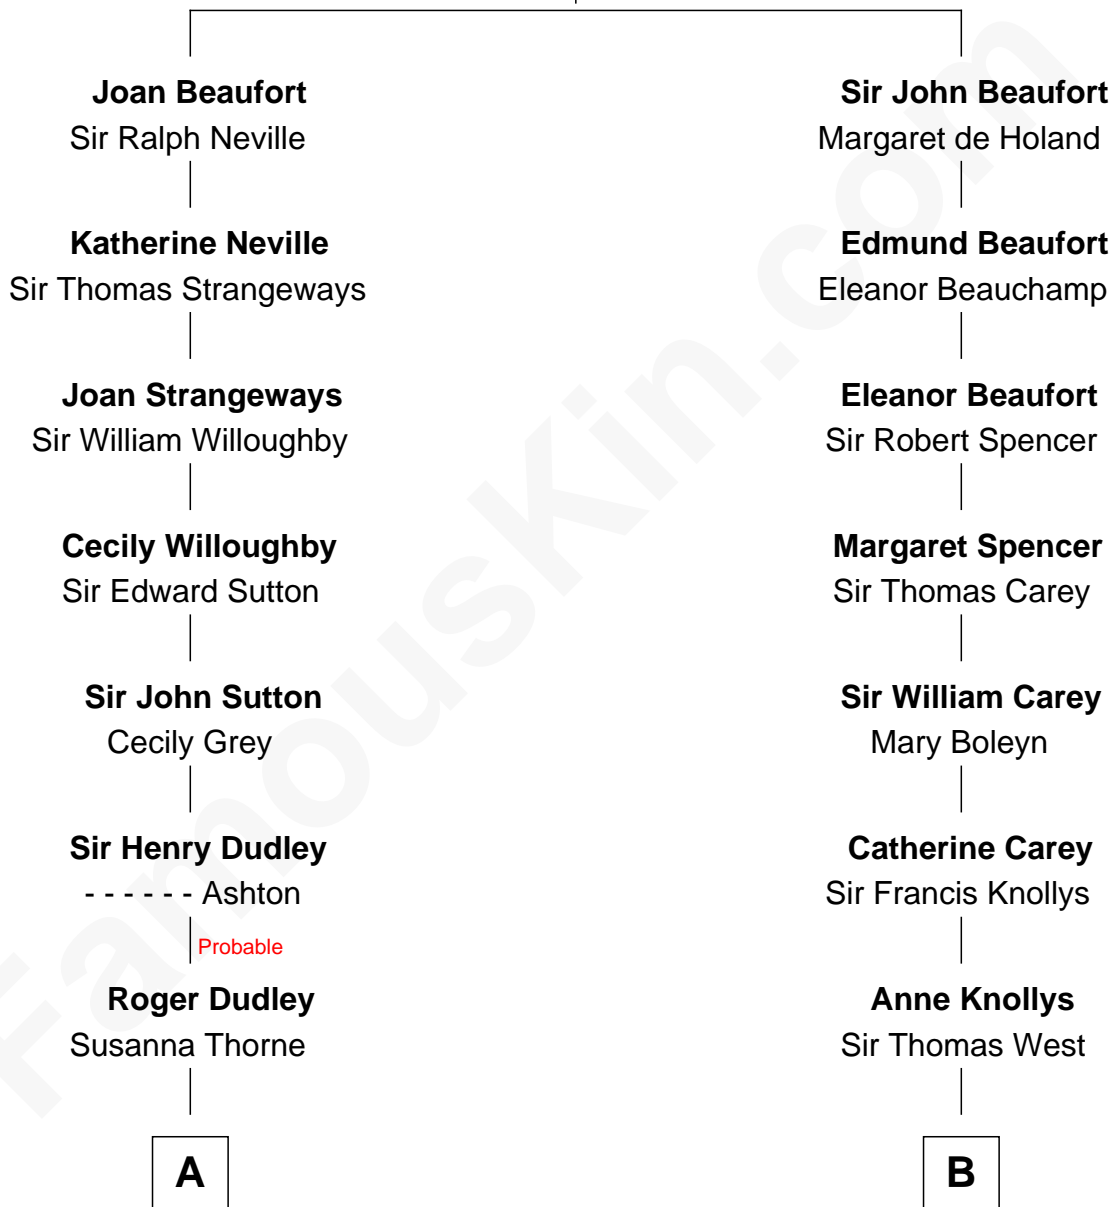 Joan Beaufort
Sir Ralph Neville
Katherine Neville
Sir Thomas Strangeways
Joan Strangeways
Sir William Willoughby
Cecily Willoughby
Sir Edward Sutton
Sir John Sutton
Cecily Grey
Sir Henry Dudley
- - - - - - Ashton
Probable
Roger Dudley
Susanna Thorne
A
Sir John Beaufort
Margaret de Holand
Edmund Beaufort
Eleanor Beauchamp
Eleanor Beaufort
Sir Robert Spencer
Margaret Spencer
Sir Thomas Carey
Sir William Carey
Mary Boleyn
Catherine Carey
Sir Francis Knollys
Anne Knollys
Sir Thomas West
B
FamousKin.com